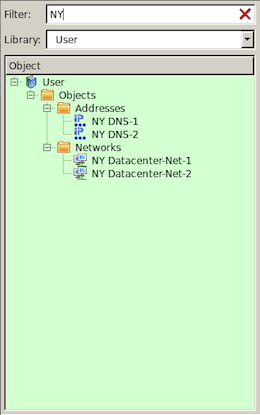 Filter: NY
Library: User
Object
User
Objects
Addresses
NY DNS-1
NY DNS-2
Networks
NY Datacenter-Net-1
NY Datacenter-Net-2